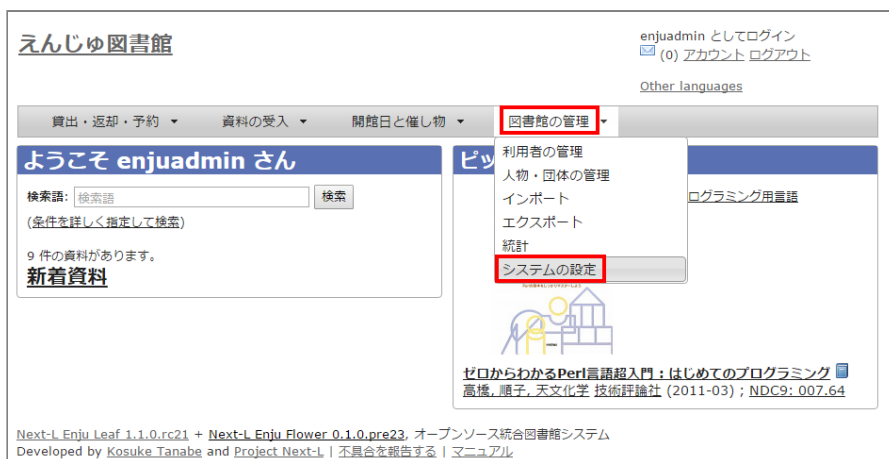 えんじゅ図書館
enjuadmin としてログイン
(0) アカウント ログアウト
Other languages
貸出・返却・予約 ▼ 資料の受入 ▼ 開館日と催し物 ▼ 図書館の管理 ▼
ようこそ enjuadmin さん
検索語: 検索語 検索
(条件を詳しく指定して検索)
9 件の資料があります。
新着資料
利用者の管理
人物・団体の管理
インポート
エクスポート
統計
システムの設定
ピッ
ログラミング用言語
ゼロからわかるPerl言語超入門 : はじめてのプログラミング
高橋, 順子, 天文化学 技術評論社 (2011-03) ; NDC9: 007.64
Next-L Enju Leaf 1.1.0.rc21 + Next-L Enju Flower 0.1.0.pre23, オープンソース統合図書館システム
Developed by Kosuke Tanabe and Project Next-L | 不具合を報告する | マニュアル